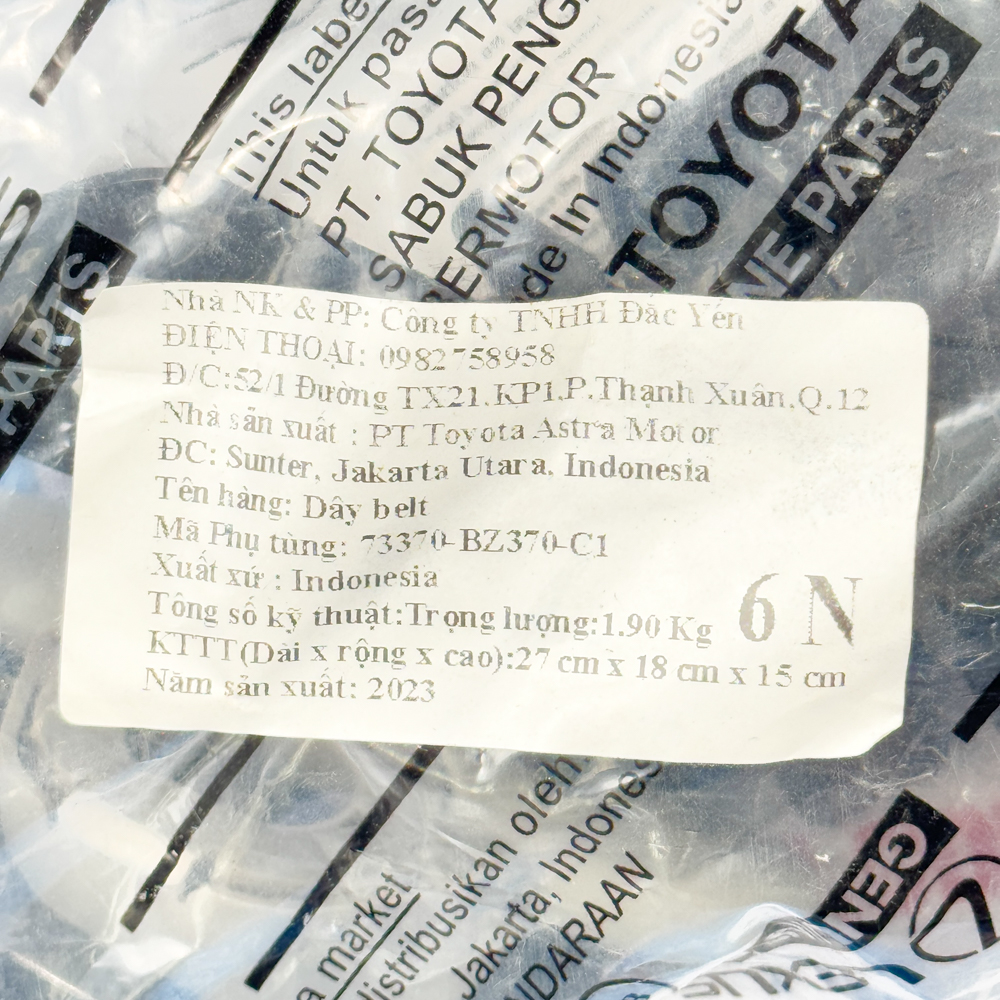 This labe
Untuk pasa
PT. TOYOTA
SABUK PENG
BERMOTOR
de In Indonesia
TOYOTA
NE PARTS
PARTS
Nhà NK & PP: Công ty TNHH Đắc Yến
ĐIỆN THOẠI: 0982758958
Đ/C:52/1 Đường TX21.KP1.P.Thạnh Xuân.Q.12
Nhà sản xuất : PT Toyota Astra Motor
ĐC: Sunter, Jakarta Utara, Indonesia
Tên hàng: Dây belt
Mã Phụ tùng: 73370-BZ370-C1
Xuất xứ : Indonesia
Tông số kỹ thuật:Trọng lượng:1.90 Kg
6 N
KTTT(Dài x rộng x cao):27 cm x 18 cm x 15 cm
Năm sản xuất: 2023
a market
distribusikan oleh
Jakarta, Indones
NDARAAN
GEN